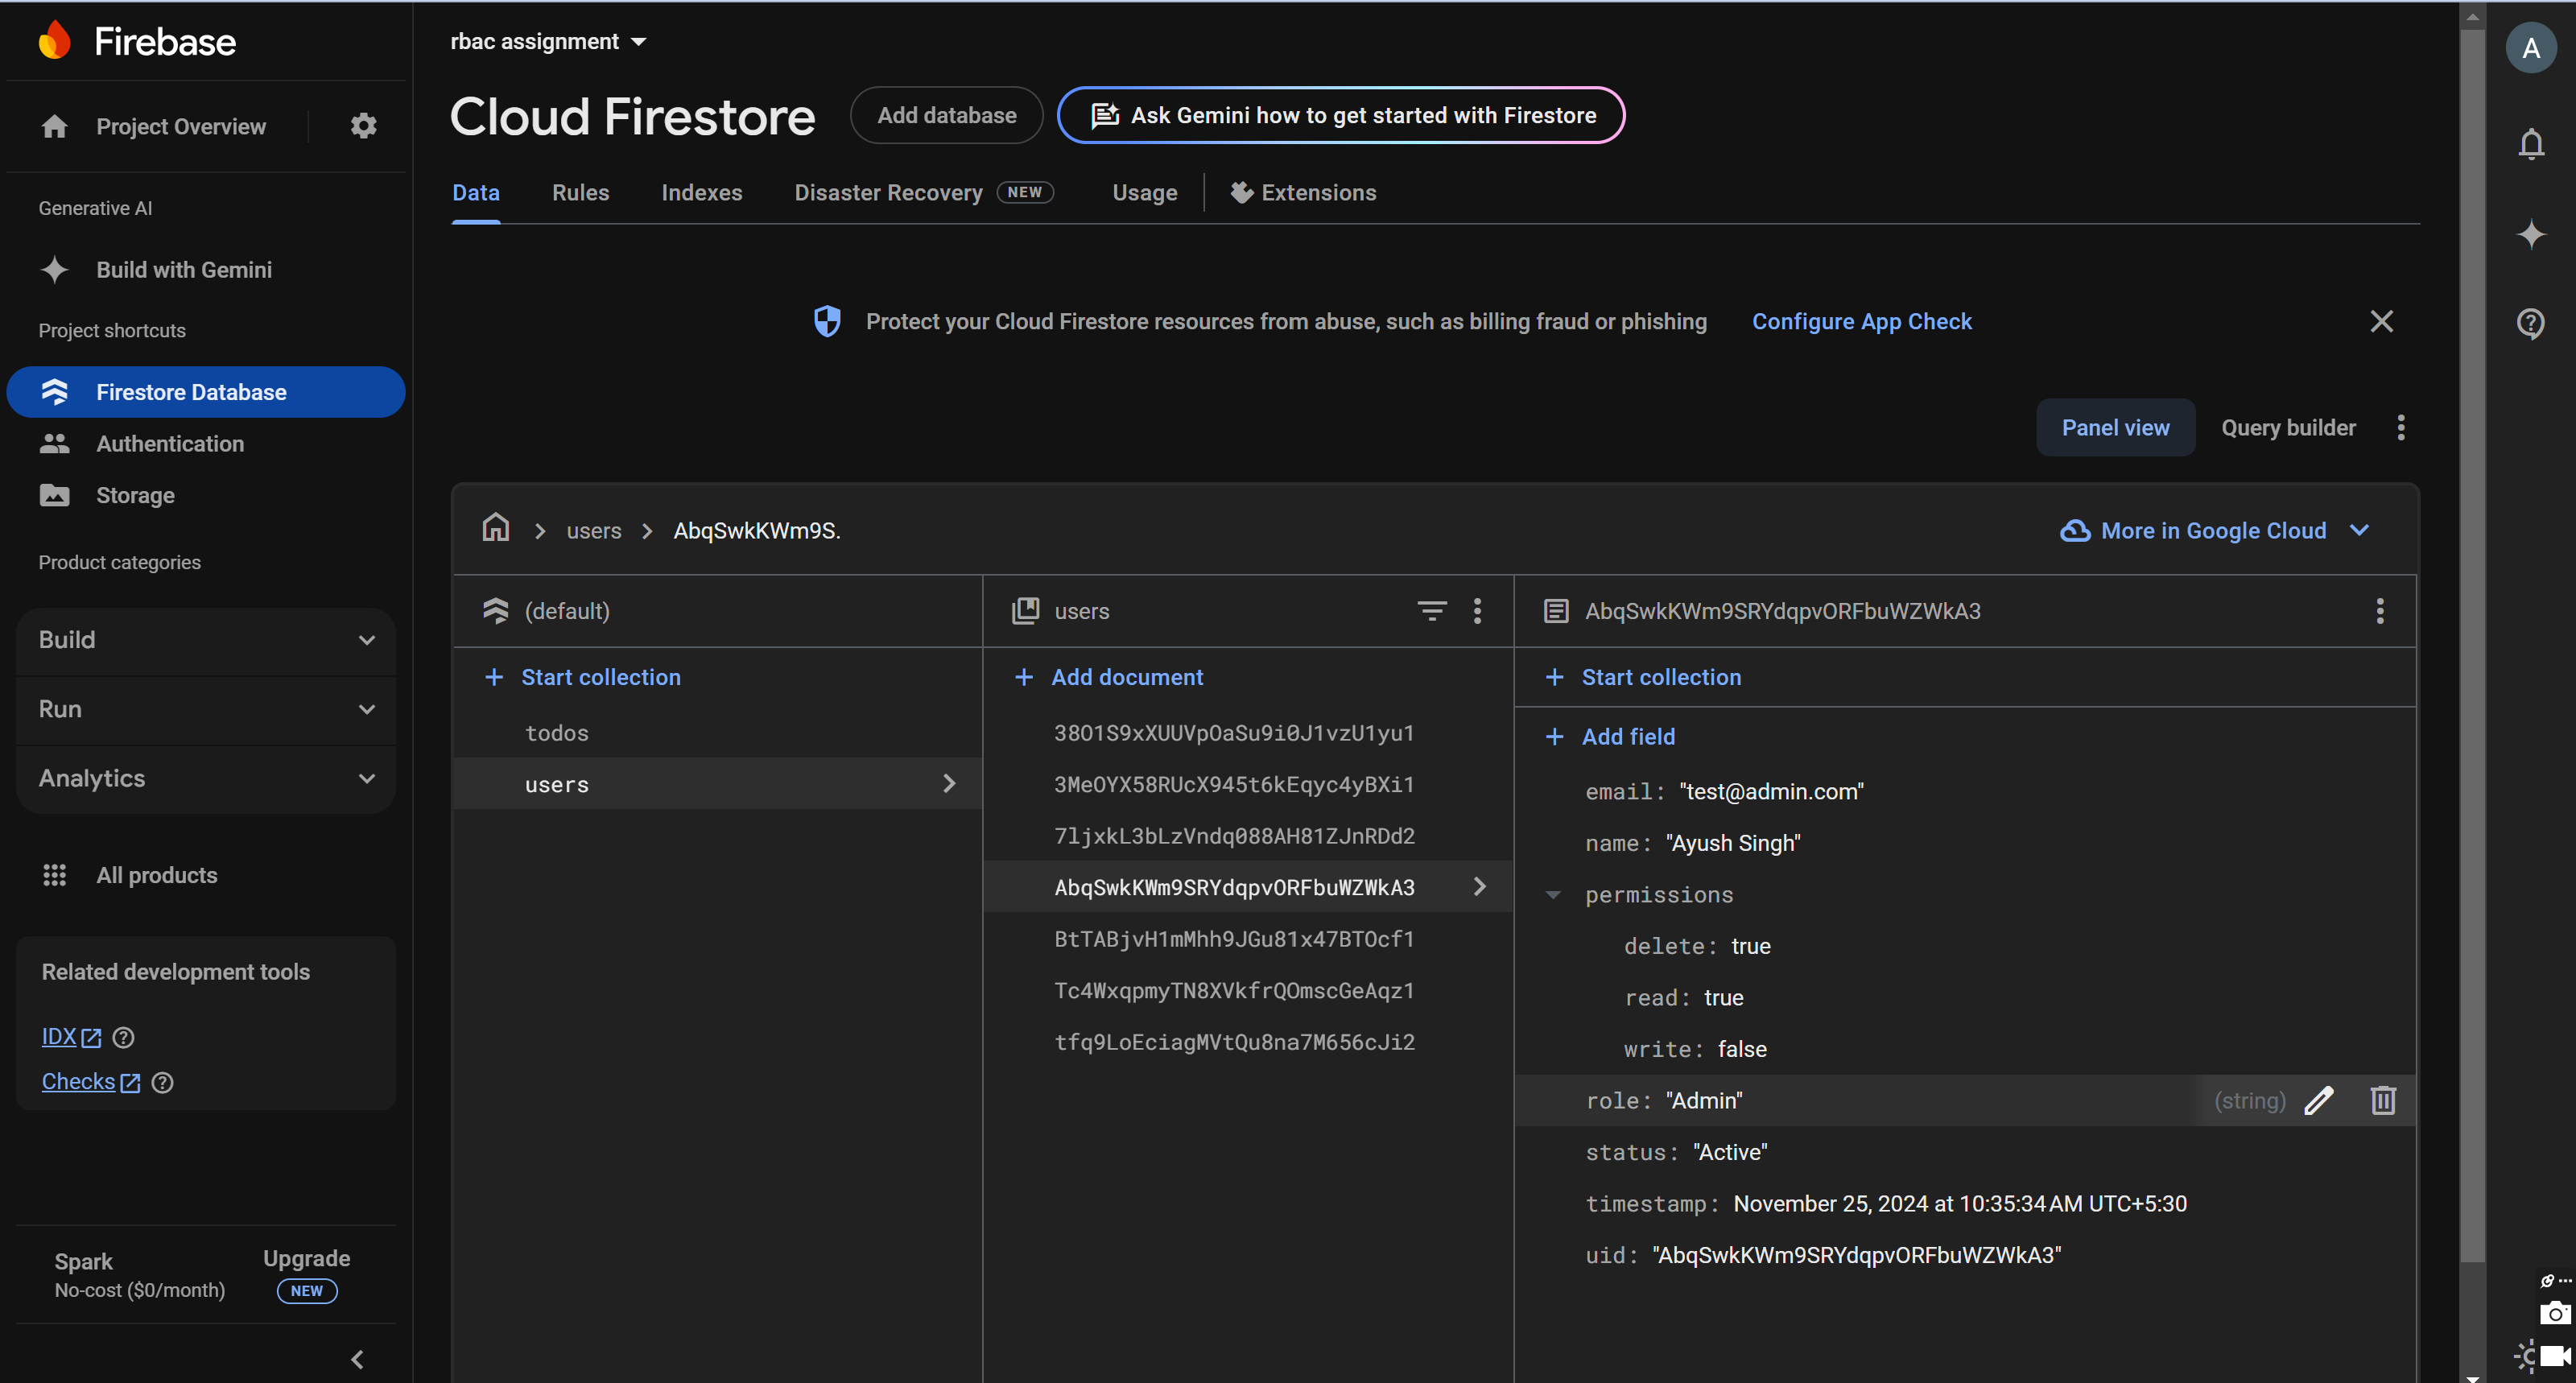 Firebase
Project Overview
Generative AI
Build with Gemini
Project shortcuts
Firestore Database
Authentication
Storage
Product categories
Build
Run
Analytics
All products
Related development tools
IDX
Checks
Spark
No-cost ($0/month)
Upgrade
NEW
rbac assignment
Cloud Firestore
Add database
Ask Gemini how to get started with Firestore
Data
Rules
Indexes
Disaster Recovery NEW
Usage
Extensions
Protect your Cloud Firestore resources from abuse, such as billing fraud or phishing
Configure App Check
Panel view
Query builder
users
AbqSwkKWm9S.
More in Google Cloud
(default)
Start collection
todos
users
users
Add document
38O1S9xXUUVpOaSu9i0J1vzU1yu1
3MeOYX58RUcX945t6kEqyc4yBXi1
7ljxkL3bLzVndq088AH81ZJnRDd2
AbqSwkKWm9SRYdqpvORFbuWZWkA3
BtTABjvH1mMhh9JGu81x47BTOcf1
Tc4WxqpmyTN8XVkfrQOmscGeAqz1
tfq9LoEciagMVtQu8na7M656cJi2
AbqSwkKWm9SRYdqpvORFbuWZWkA3
Start collection
Add field
email: "test@admin.com"
name: "Ayush Singh"
permissions
delete: true
read: true
write: false
role: "Admin" (string)
status: "Active"
timestamp: November 25, 2024 at 10:35:34 AM UTC+5:30
uid: "AbqSwkKWm9SRYdqpvORFbuWZWkA3"
A